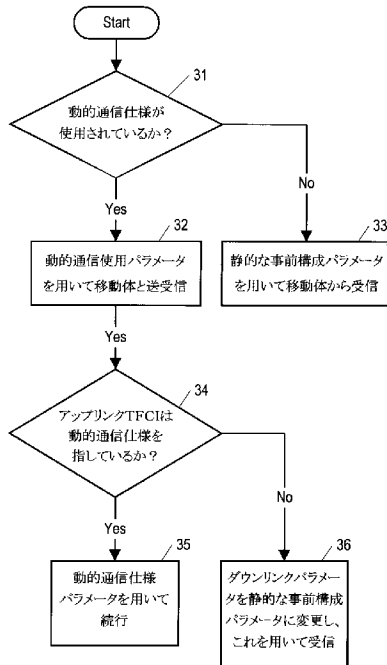 Start
31
動的通信仕様が
使用されているか？
No
Yes
32
33
動的通信使用パラメータ
を用いて移動体と送受信
静的な事前構成パラメータ
を用いて移動体から受信
Yes
34
アップリンクTFCIは
動的通信仕様を
指しているか？
No
Yes
35
36
動的通信仕様
パラメータを用いて
続行
ダウンリンクパラメー
タを静的な事前構成
パラメータに変更し、
これを用いて受信